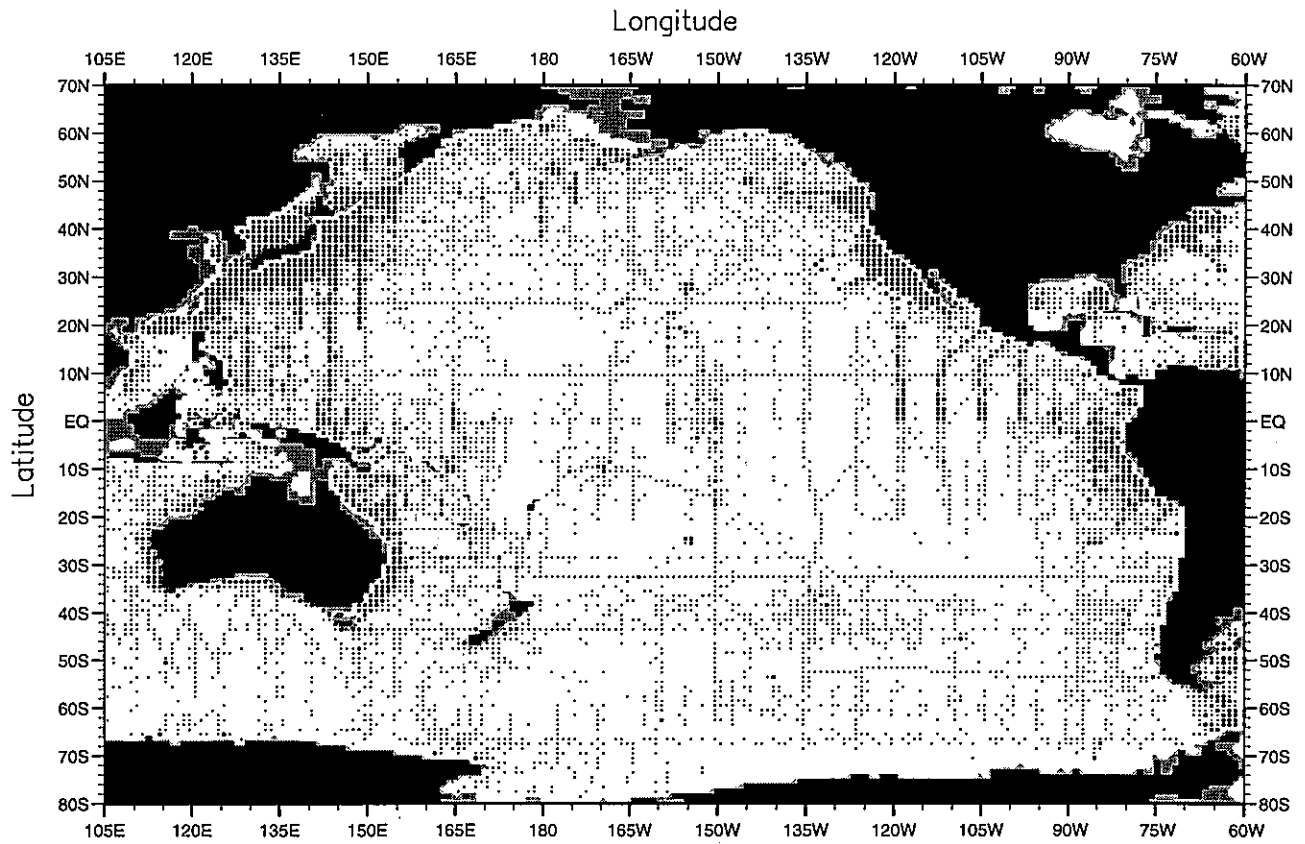 Longitude
105E 120E 135E 150E 165E 180 165W 150W 135W 120W 105W 90W 75W 60W
70N 70N
60N 60N
50N 50N
40N 40N
30N 30N
20N 20N
10N 10N
EQ EQ
Latitude
10S 10S
20S 20S
30S 30S
40S 40S
50S 50S
60S 60S
70S 70S
80S 80S
105E 120E 135E 150E 165E 180 165W 150W 135W 120W 105W 90W 75W 60W